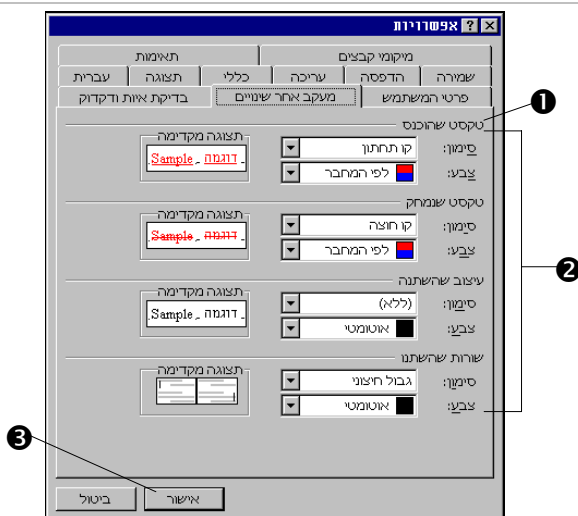 אפשרויות
מיקומי קבצים תאימות
שמירה הדפסה עריכה כללי תצוגה עברית
פרטי המשתמש מעקב אחר שינויים בדיקת איות ודקדוק
❶
טקסט שהוכנס
תצוגה מקדימה
סימון: קו תחתון
דוגמה Sample
צבע: לפי המחבר
טקסט שנמחק
תצוגה מקדימה
סימון: קו חוצה
דוגמה Sample
צבע: לפי המחבר
❷
עיצוב שהשתנה
תצוגה מקדימה
סימון: (ללא)
דוגמה Sample
צבע: אוטומטי
שורות שהשתנו
תצוגה מקדימה
סימון: גבול חיצוני
צבע: אוטומטי
❸
אישור ביטול